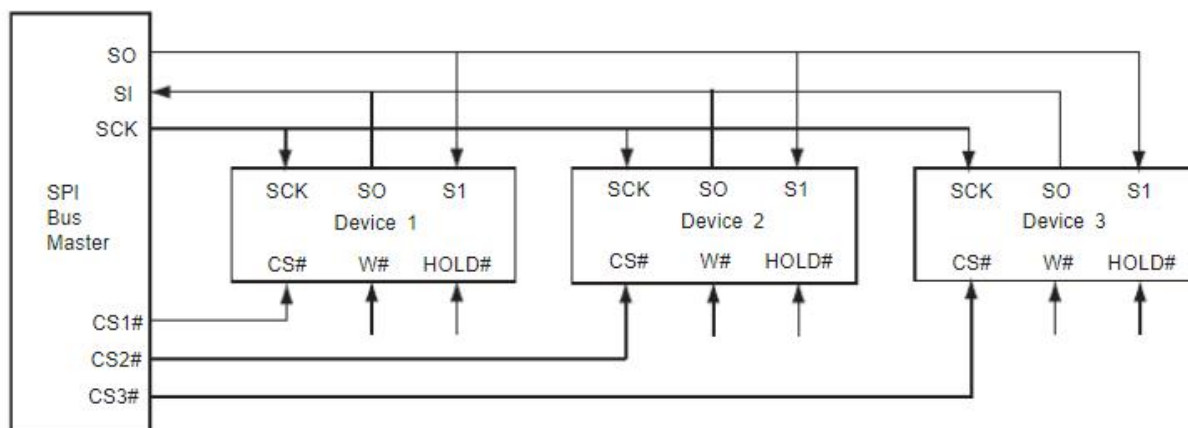 SO
SI
SCK
SPI
Bus
Master
CS1#
CS2#
CS3#
SCK SO S1
Device 1
CS# W# HOLD#
SCK SO S1
Device 2
CS# W# HOLD#
SCK SO S1
Device 3
CS# W# HOLD#